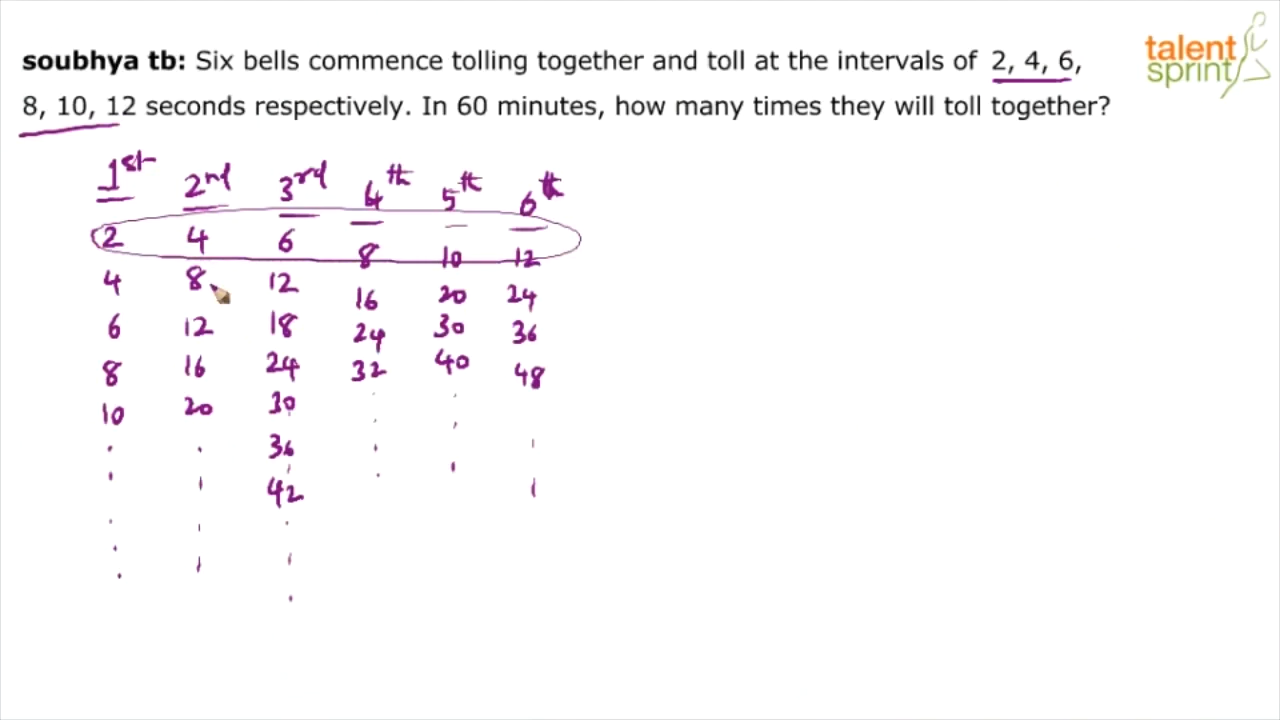 soubhya tb: Six bells commence tolling together and toll at the intervals of 2, 4, 6,
8, 10, 12 seconds respectively. In 60 minutes, how many times they will toll together?
talent
sprint
1st 2nd 3rd 4th 5th 6th
2 4 6 8 10 12
4 8 12 16 20 24
6 12 18 24 30 36
8 16 24 32 40 48
10 20 30
36
42